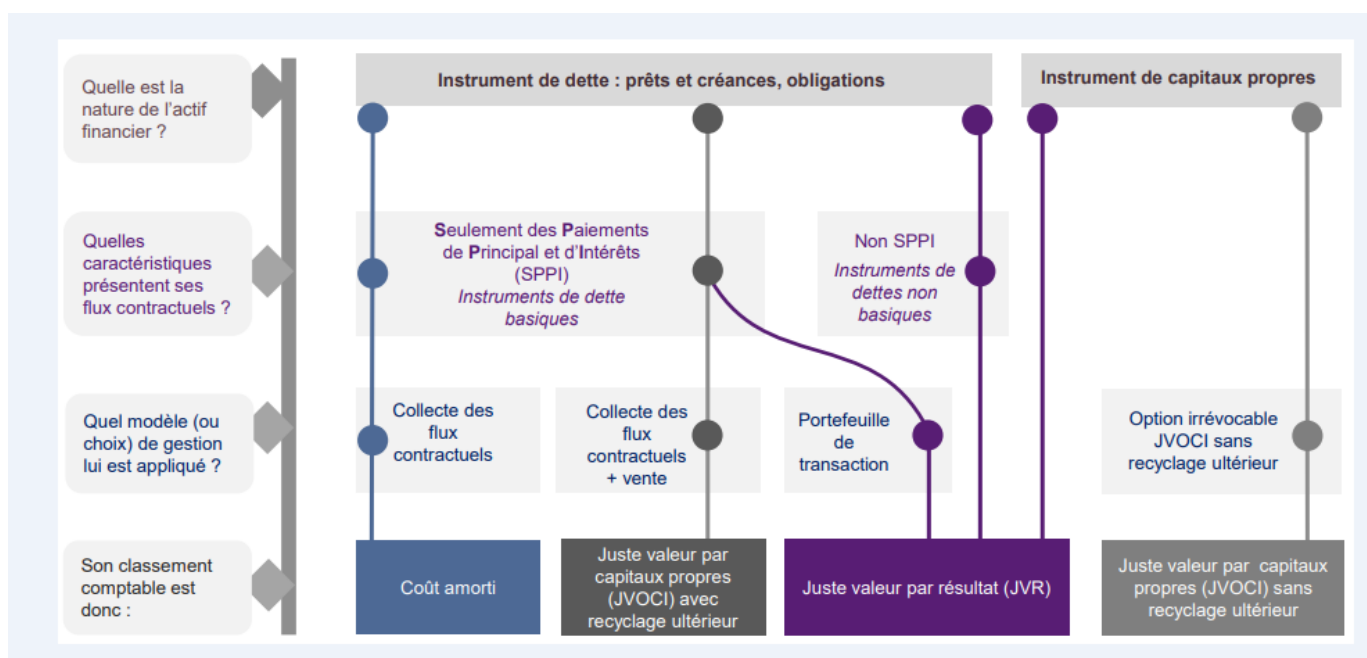 Quelle est la
nature de l'actif
financier ?
Instrument de dette : prêts et créances, obligations
Instrument de capitaux propres
Quelles
caractéristiques
présentent ses
flux contractuels ?
Seulement des Paiements
de Principal et d'Intérêts
(SPPI)
Instruments de dette
basiques
Non SPPI
Instruments de
dettes non
basiques
Quel modèle (ou
choix) de gestion
lui est appliqué ?
Collecte des
flux
contractuels
Collecte des
flux
contractuels
+ vente
Portefeuille
de
transaction
Option irrévocable
JVOCI sans
recyclage ultérieur
Son classement
comptable est
donc :
Coût amorti
Juste valeur par
capitaux propres
(JVOCI) avec
recyclage ultérieur
Juste valeur par résultat (JVR)
Juste valeur par capitaux
propres (JVOCI) sans
recyclage ultérieur